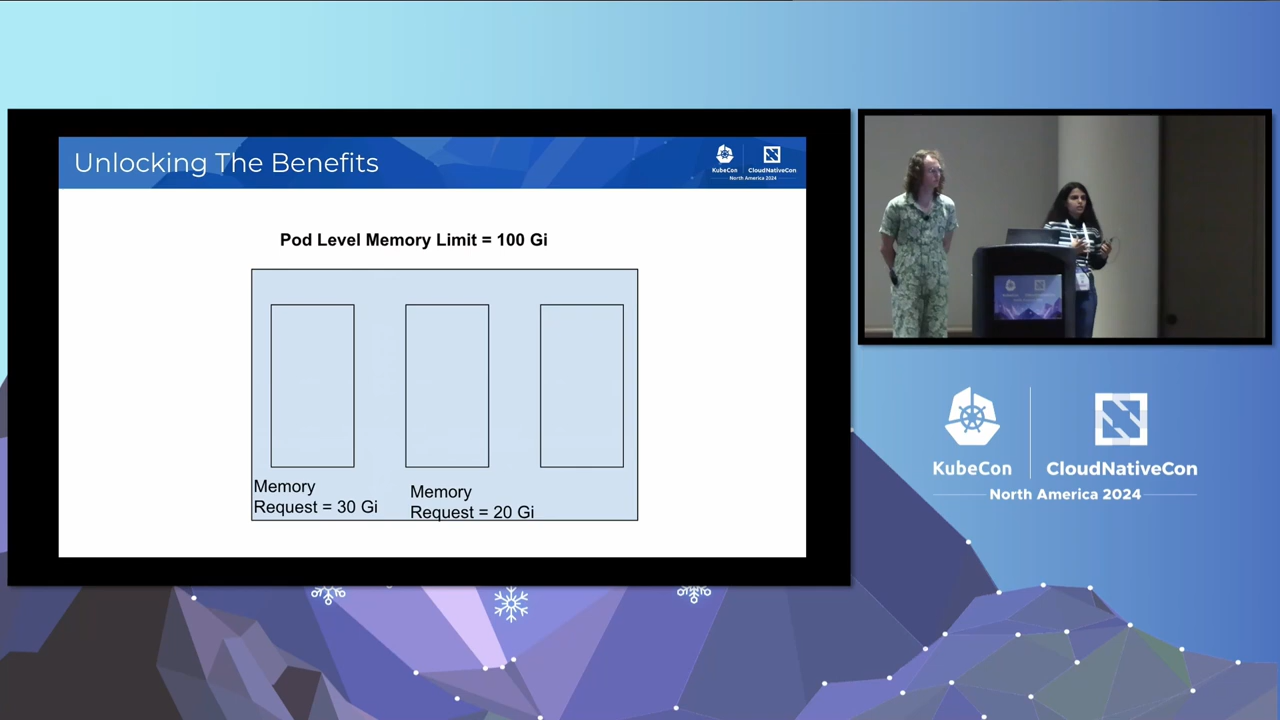 Unlocking The Benefits
KubeCon
CloudNativeCon
North America 2024
Pod Level Memory Limit = 100 Gi
Memory
Request = 30 Gi
Memory
Request = 20 Gi
KubeCon
CloudNativeCon
North America 2024